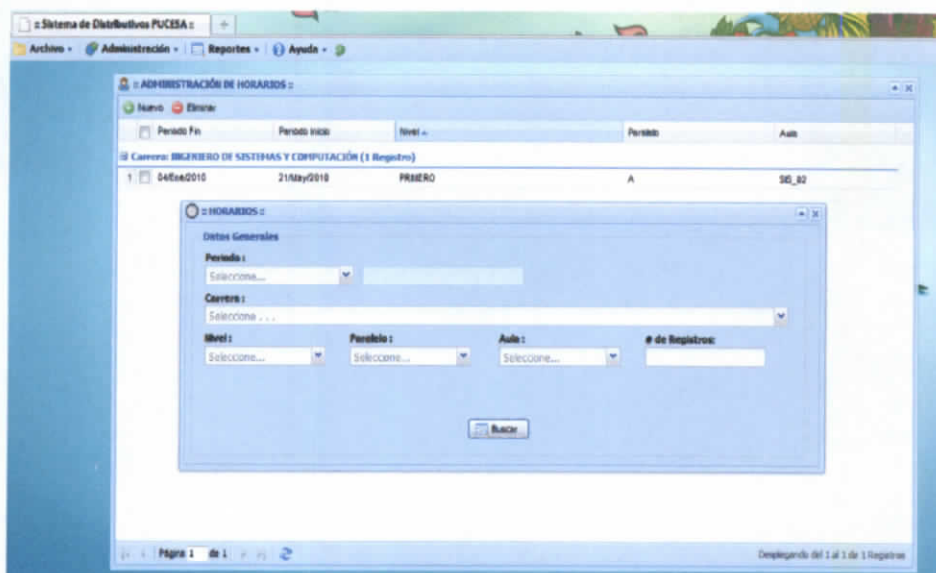 :: Sistema de Distributivos PUCESA ::
Archivo Administración Reportes Ayuda
:: ADMINISTRACIÓN DE HORARIOS ::
Nuevo Eliminar
Periodo Fin Periodo Inicio Nivel Paralelo Aula
Carrera: INGENIERO DE SISTEMAS Y COMPUTACIÓN (1 Registro)
1 04/Ene/2010 21/May/2010 PRIMERO A SIS_02
:: HORARIOS ::
Datos Generales
Periodo :
Seleccione...
Carrera :
Seleccione . . .
Nivel : Paralelo : Aula : # de Registros:
Seleccione... Seleccione... Seleccione...
Buscar
Página 1 de 1 Desplegando del 1 al 1 de 1 Registros